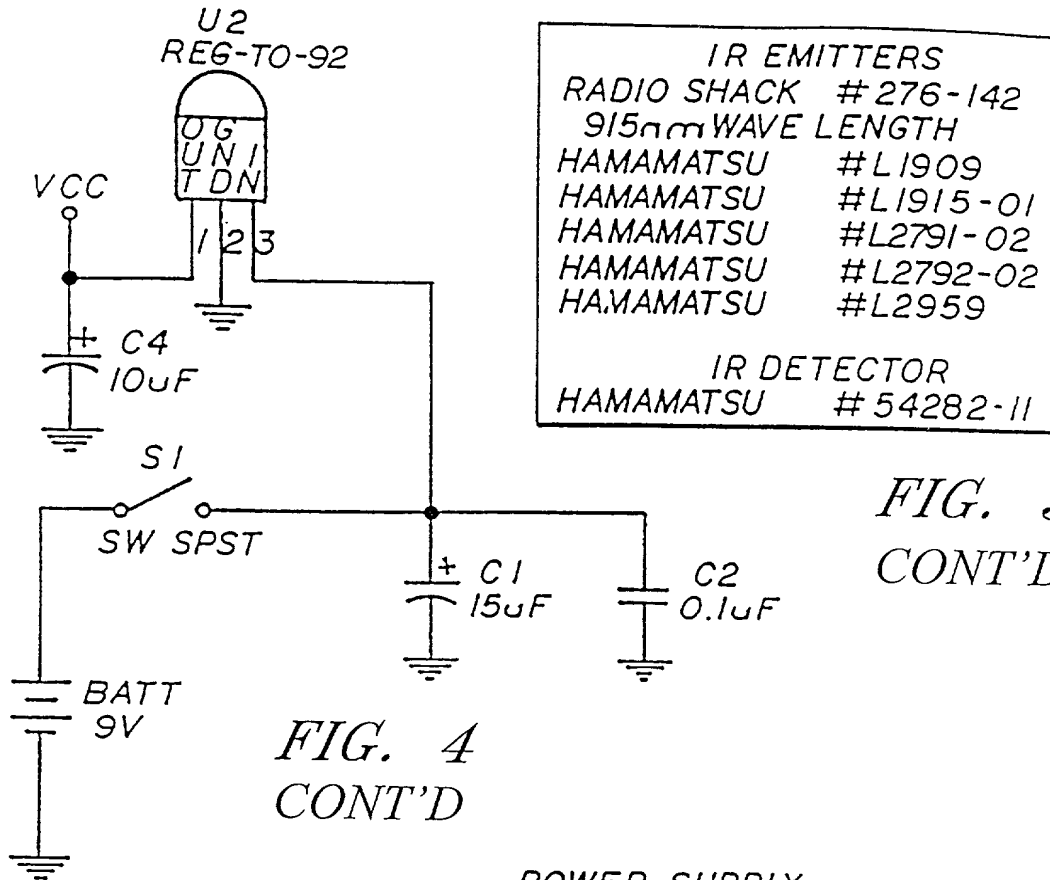 U2
REG-TO-92
OUT GND IN
1 2 3
VCC
C4
10uF
S1
SW SPST
C1
15uF
C2
0.1uF
BATT
9V
FIG. 4
CONT'D
IR EMITTERS
RADIO SHACK #276-142
915nm WAVE LENGTH
HAMAMATSU #L1909
HAMAMATSU #L1915-01
HAMAMATSU #L2791-02
HAMAMATSU #L2792-02
HAMAMATSU #L2959
IR DETECTOR
HAMAMATSU #54282-11
FIG.
CONT'D
POWER SUPPLY